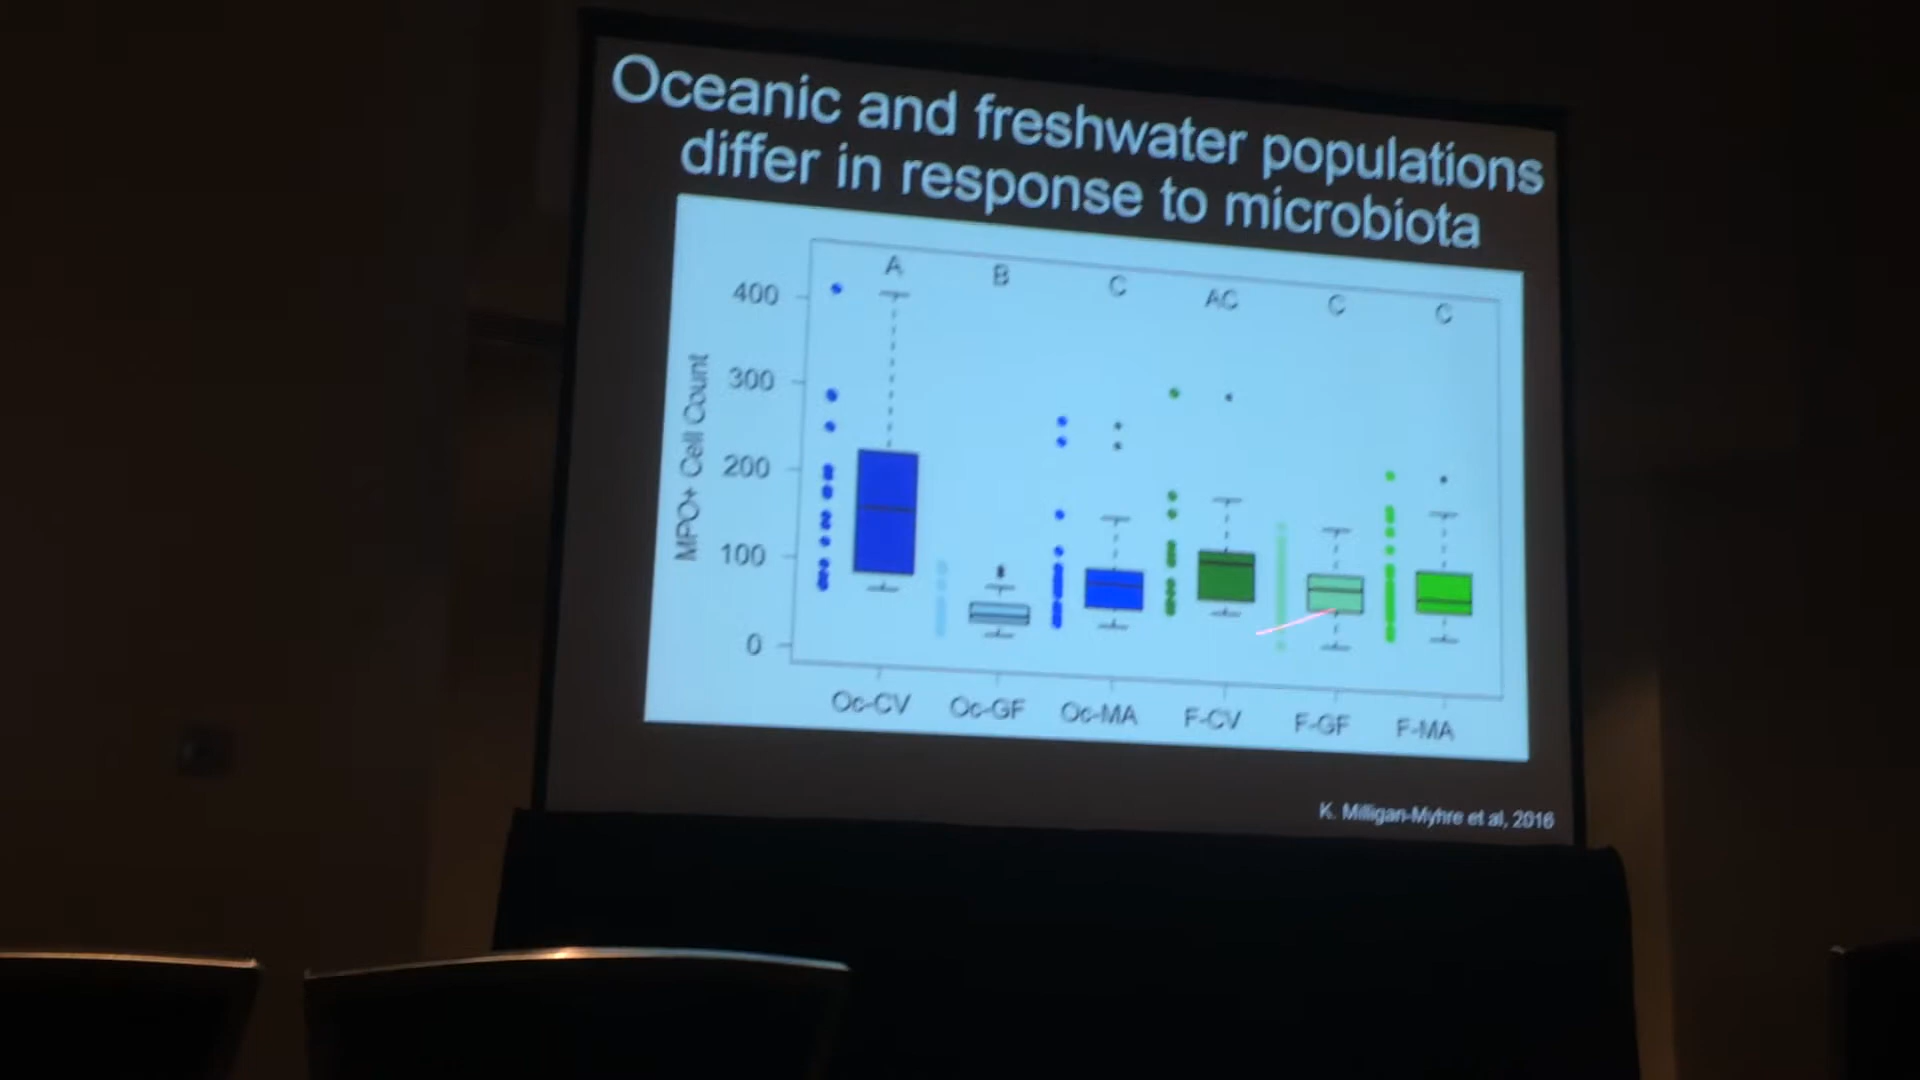 Oceanic and freshwater populations
differ in response to microbiota
A B C AC C C
400
300
200
100
0
MPO+ Cell Count
Oc-CV Oc-GF Oc-MA F-CV F-GF F-MA
K. Milligan-Myhre et al, 2016